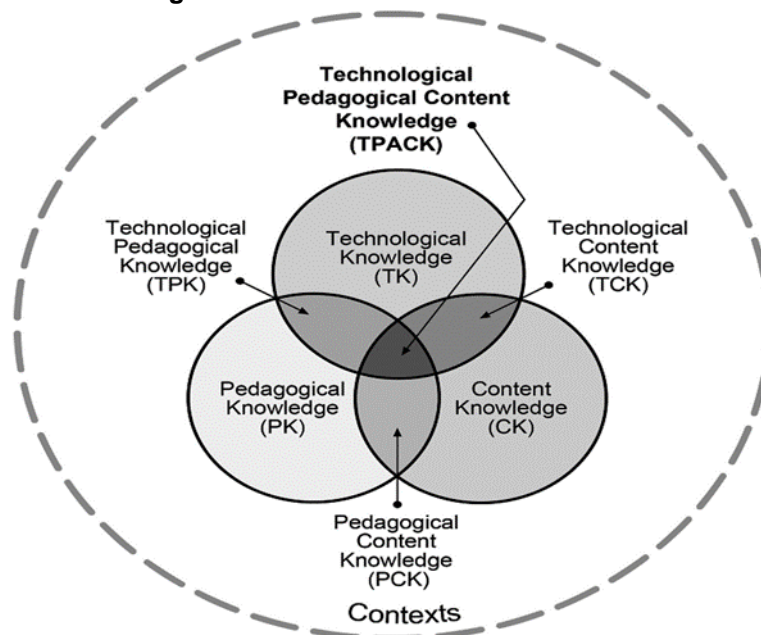 Technological
Pedagogical Content
Knowledge
(TPACK)
Technological
Pedagogical
Knowledge
(TPK)
Technological
Knowledge
(TK)
Technological
Content
Knowledge
(TCK)
Pedagogical
Knowledge
(PK)
Content
Knowledge
(CK)
Pedagogical
Content
Knowledge
(PCK)
Contexts